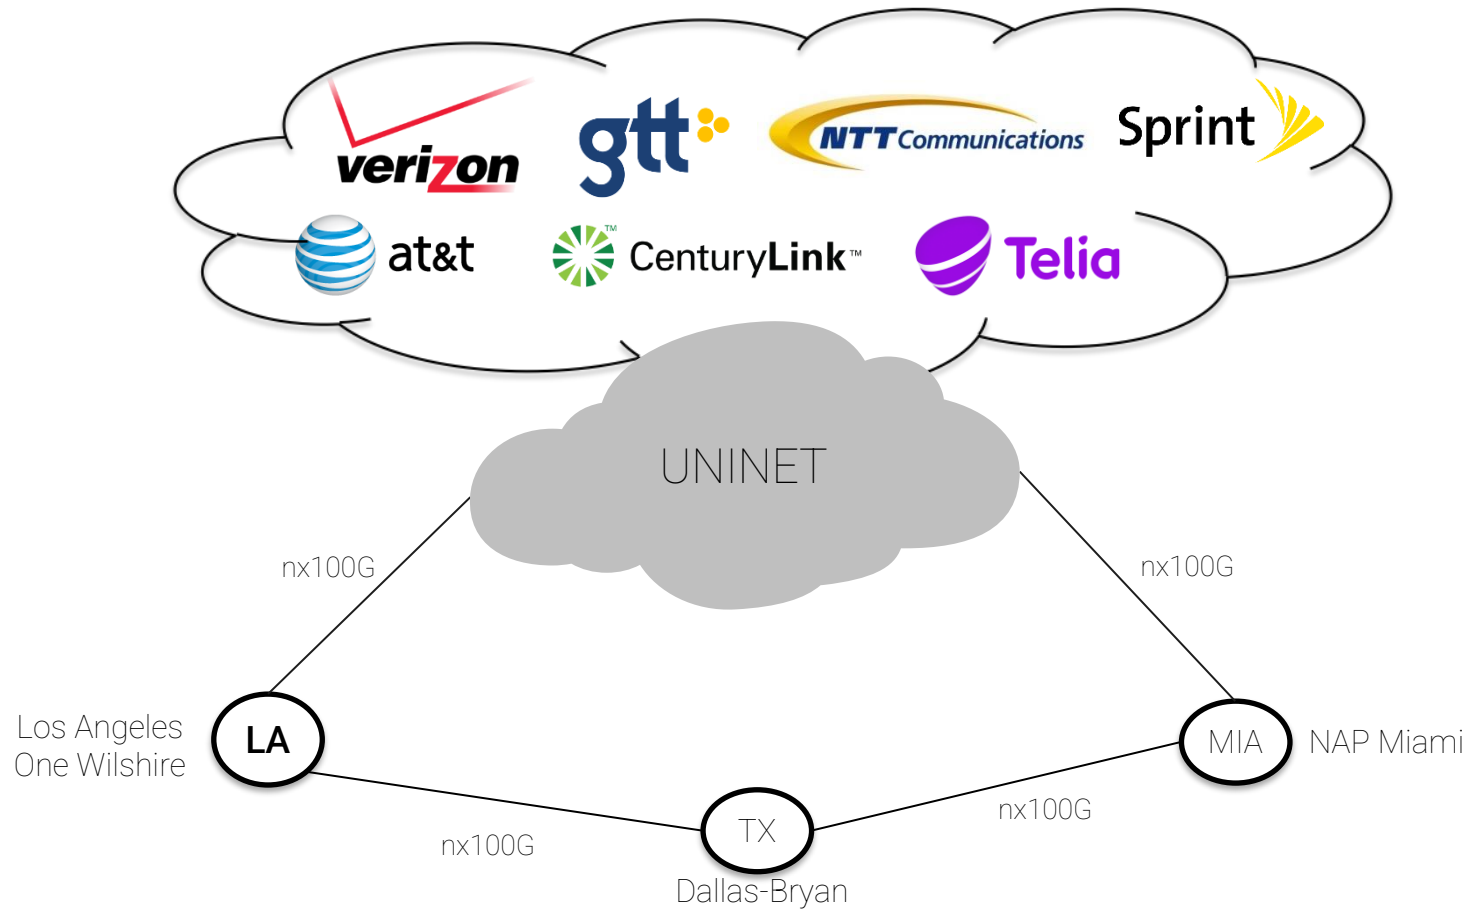 verizon
gtt
NTT Communications
Sprint
at&t
CenturyLink™
Telia
UNINET
nx100G
nx100G
Los Angeles
One Wilshire
LA
MIA
NAP Miami
nx100G
TX
nx100G
Dallas-Bryan